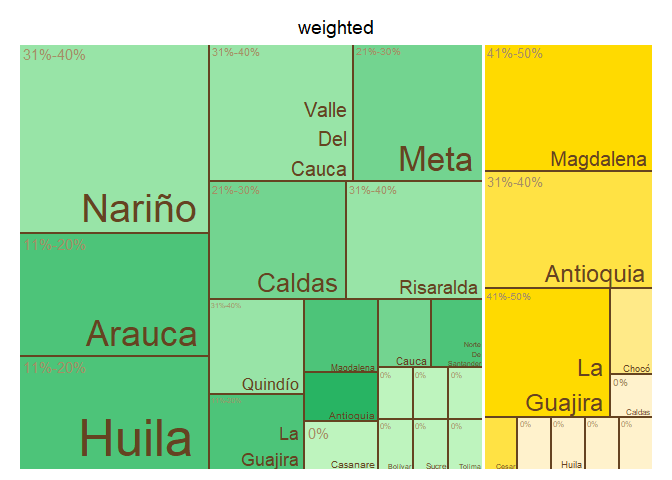 weighted
31%-40%
Nariño
11%-20%
Arauca
11%-20%
Huila
31%-40%
Valle
Del
Cauca
21%-30%
Meta
21%-30%
Caldas
31%-40%
Risaralda
31%-40%
Quindío
La
Guajira
Magdalena
Antioquia
0%
Casanare
Cauca
Norte
De
Santander
0%
0%
0%
0%
Bolívar
0%
Sucre
0%
Tolima
41%-50%
Magdalena
31%-40%
Antioquia
41%-50%
La
Guajira
Chocó
0%
Caldas
0%
Cesar
0%
Huila
0%
0%